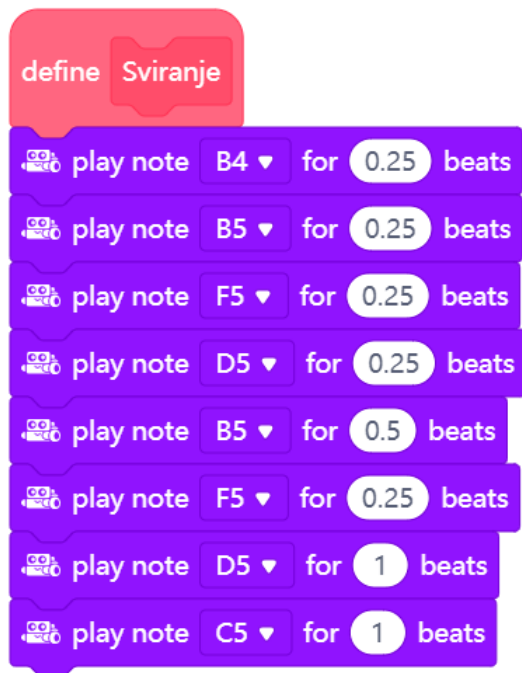 define Sviranje
play note B4 for 0.25 beats
play note B5 for 0.25 beats
play note F5 for 0.25 beats
play note D5 for 0.25 beats
play note B5 for 0.5 beats
play note F5 for 0.25 beats
play note D5 for 1 beats
play note C5 for 1 beats